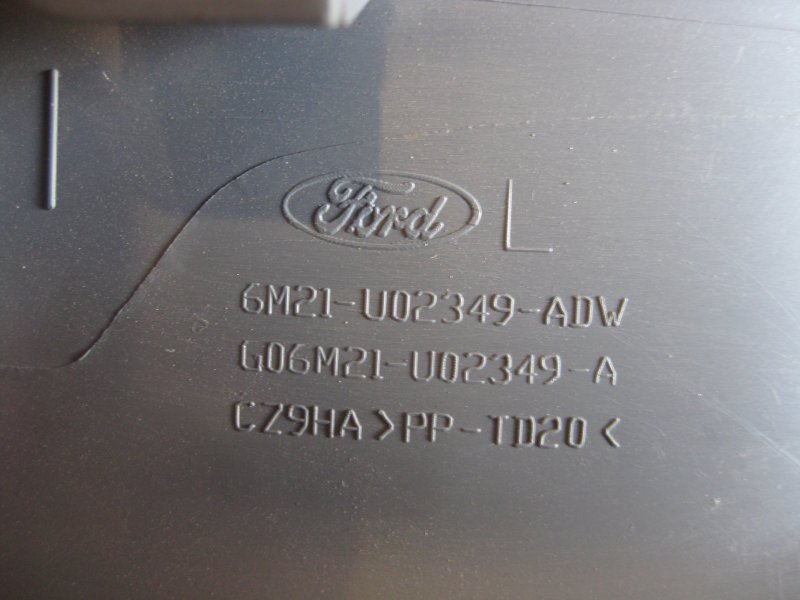 Ford L
6M21-U02349-ADW
G06M21-U02349-A
CZ9HA >PP-TD20<